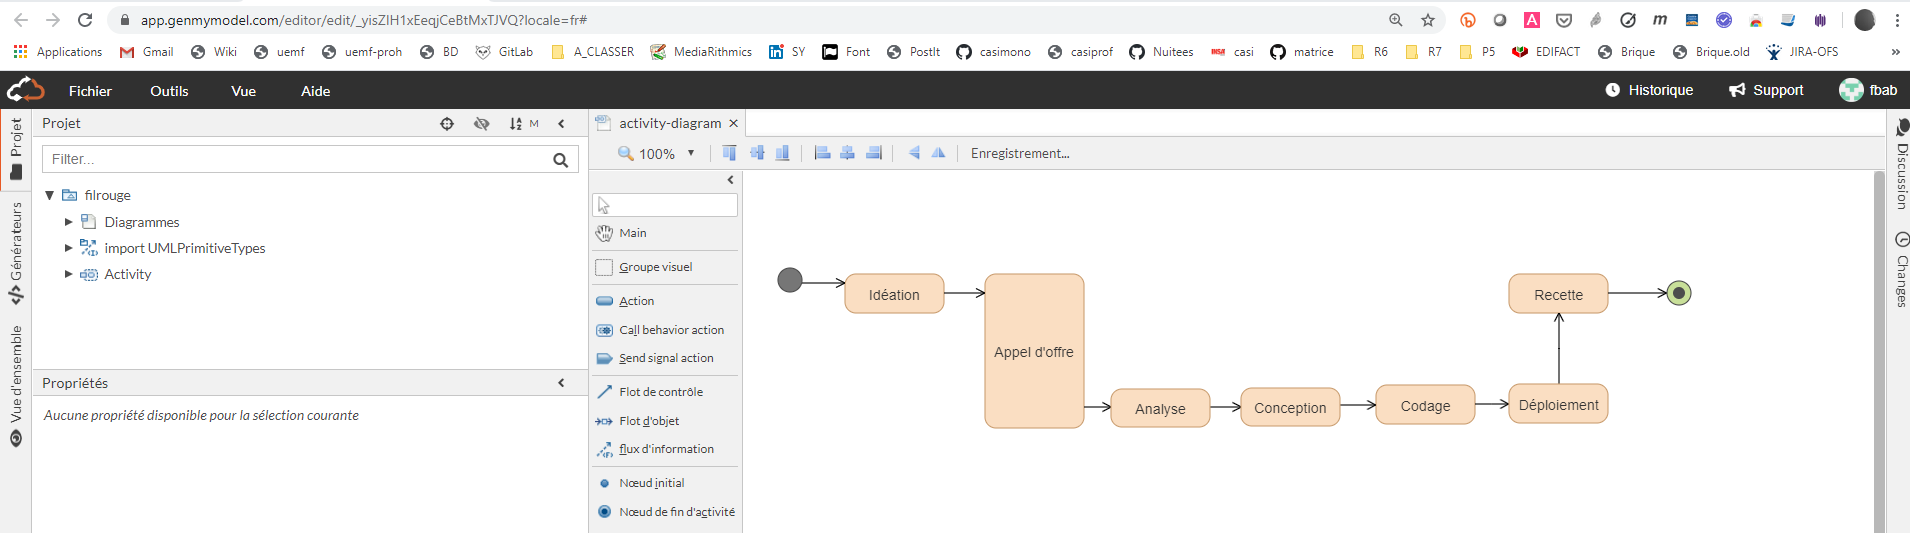 app.genmymodel.com/editor/edit/_yisZIH1xEeqjCeBtMxTJVQ?locale=fr#
Applications Gmail Wiki uemf uemf-proh BD GitLab A_CLASSER MediaRithmics SY Font PostIt casimono casiprof Nuitees casi matrice R6 R7 P5 EDIFACT Brique Brique.old JIRA-OFS »
Fichier Outils Vue Aide Historique Support fbab
Projet
Générateurs
Vue d'ensemble
Projet M
Filter...
filrouge
Diagrammes
import UMLPrimitiveTypes
Activity
Propriétés
Aucune propriété disponible pour la sélection courante
activity-diagram
100% Enregistrement...
Main
Groupe visuel
Action
Call behavior action
Send signal action
Flot de contrôle
Flot d'objet
flux d'information
Nœud initial
Nœud de fin d'activité
Idéation
Appel d'offre
Analyse
Conception
Codage
Déploiement
Recette
Discussion
Changes